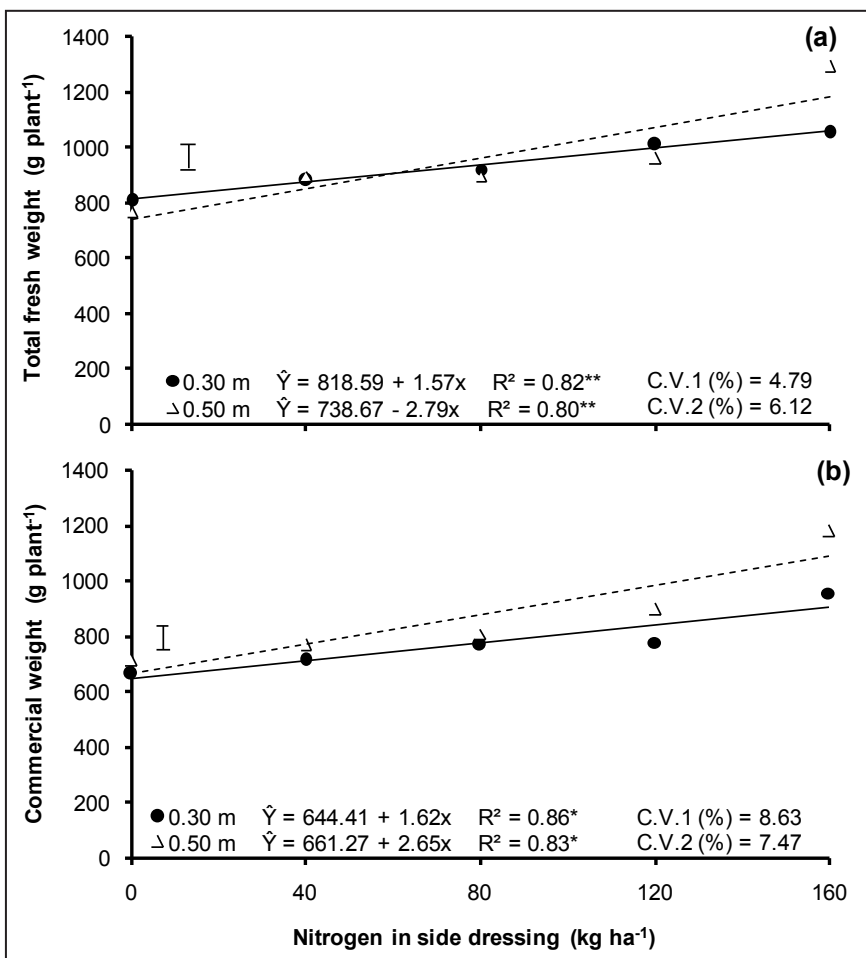 (a)
Total fresh weight (g plant⁻¹)
1400
1200
1000
800
600
400
200
0
0.30 m Ŷ = 818.59 + 1.57x R² = 0.82** C.V.1 (%) = 4.79
0.50 m Ŷ = 738.67 - 2.79x R² = 0.80** C.V.2 (%) = 6.12
(b)
Commercial weight (g plant⁻¹)
1400
1200
1000
800
600
400
200
0
0.30 m Ŷ = 644.41 + 1.62x R² = 0.86* C.V.1 (%) = 8.63
0.50 m Ŷ = 661.27 + 2.65x R² = 0.83* C.V.2 (%) = 7.47
0 40 80 120 160
Nitrogen in side dressing (kg ha⁻¹)